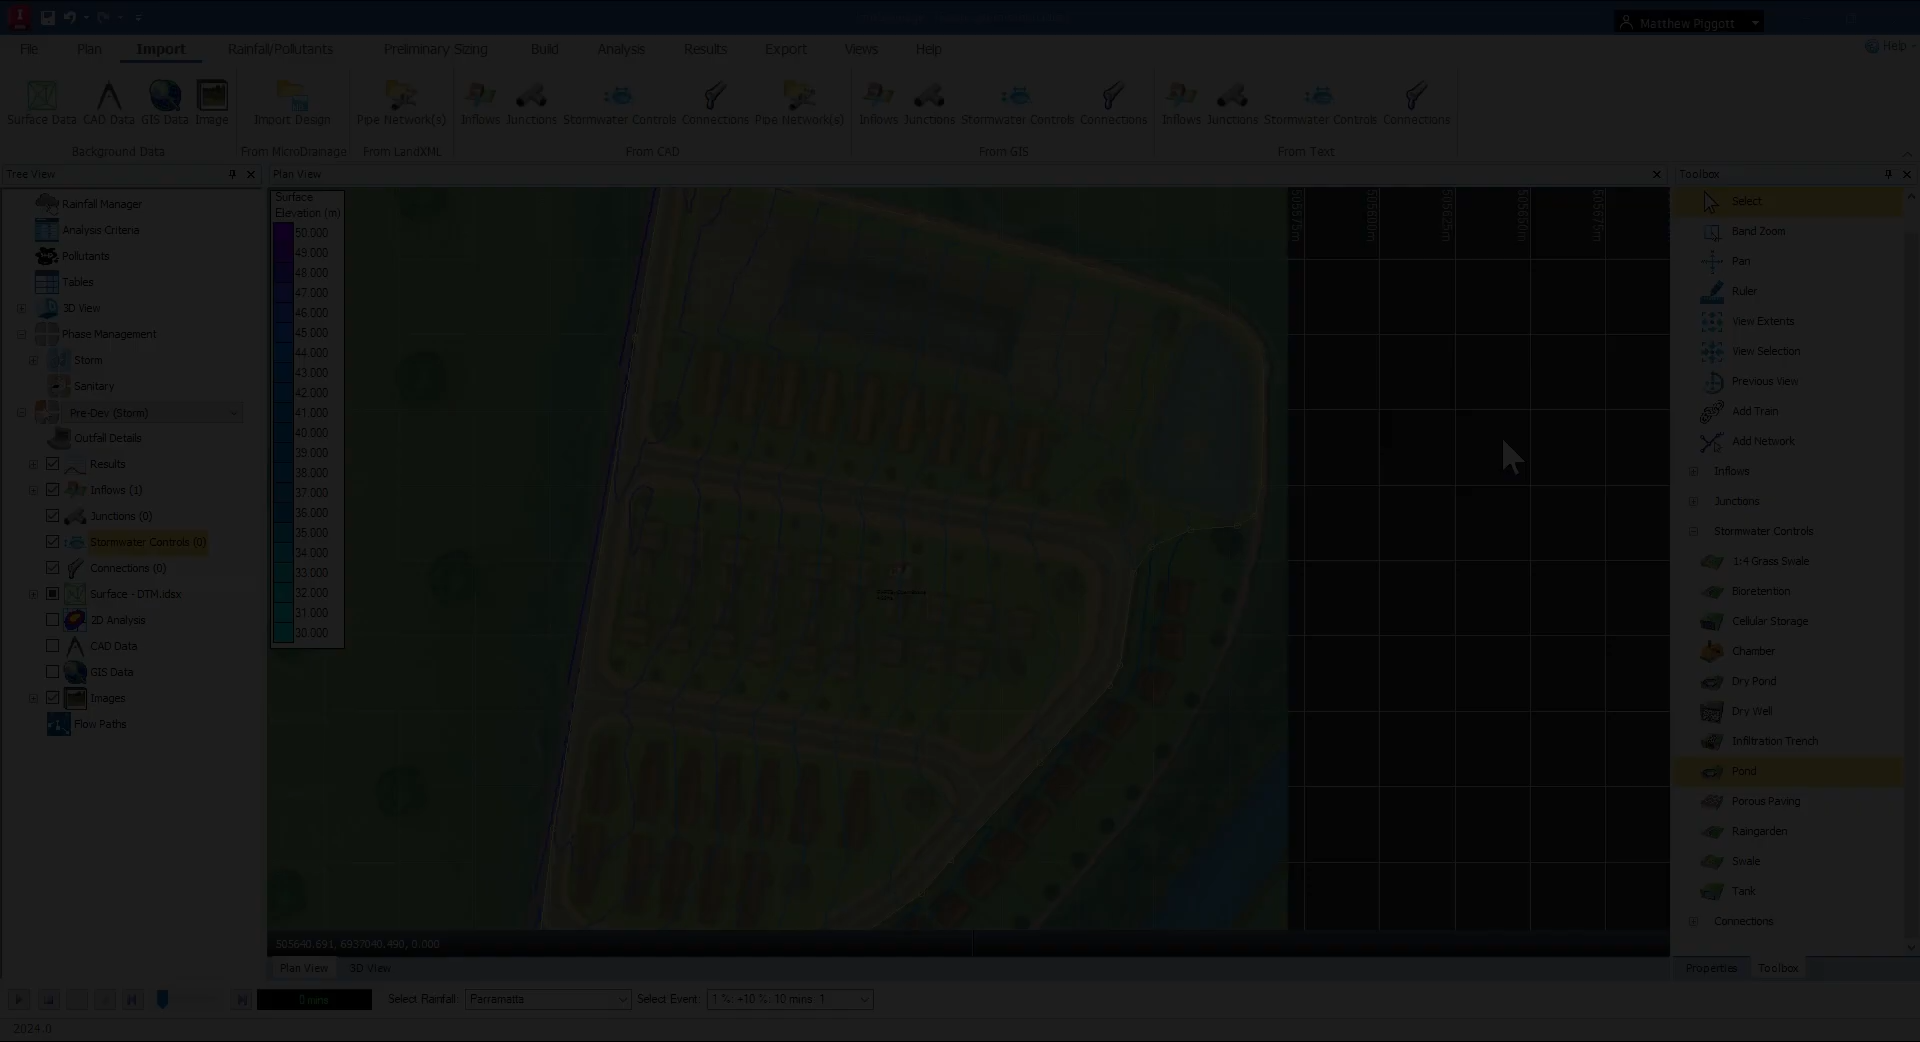 Matthew Piggott
File Plan Import Rainfall/Pollutants Preliminary Sizing Build Analysis Results Export Views Help
Help
Surface Data CAD Data GIS Data Image Import Design Pipe Network(s) Inflows Junctions Stormwater Controls Connections Pipe Network(s) Inflows Junctions Stormwater Controls Connections Inflows Junctions Stormwater Controls Connections
Background Data From MicroDrainage From LandXML From CAD From GIS From Text
Tree View
Rainfall Manager
Analysis Criteria
Pollutants
Tables
3D View
Phase Management
Storm
Sanitary
Pre-Dev (Storm)
Outfall Details
Results
Inflows (1)
Junctions (0)
Stormwater Controls (0)
Connections (0)
Surface - DTM.idsx
2D Analysis
CAD Data
GIS Data
Images
Flow Paths
Plan View
Surface
Elevation (m)
50.000
49.000
48.000
47.000
46.000
45.000
44.000
43.000
42.000
41.000
40.000
39.000
38.000
37.000
36.000
35.000
34.000
33.000
32.000
31.000
30.000
505575m
505600m
505625m
505650m
505675m
505640.691, 6937040.490, 0.000
Plan View 3D View
Toolbox
Select
Band Zoom
Pan
Ruler
View Extents
View Selection
Previous View
Add Train
Add Network
Inflows
Junctions
Stormwater Controls
1:4 Grass Swale
Bioretention
Cellular Storage
Chamber
Dry Pond
Dry Well
Infiltration Trench
Pond
Porous Paving
Raingarden
Swale
Tank
Connections
Properties Toolbox
0 mins Select Rainfall: Parramatta Select Event: 1 %: +10 %: 10 mins: 1
2024.0